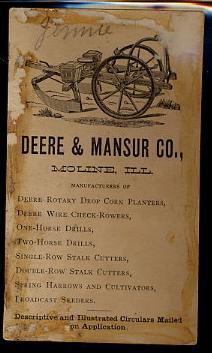 Jennie
DEERE & MANSUR CO.,
MOLINE, ILL.
MANUFACTURERS OF
DEERE ROTARY DROP CORN PLANTERS,
DEERE WIRE CHECK-ROWERS,
ONE-HORSE DRILLS,
TWO-HORSE DRILLS,
SINGLE-ROW STALK CUTTERS,
DOUBLE-ROW STALK CUTTERS,
SPRING HARROWS AND CULTIVATORS,
BROADCAST SEEDERS.
Descriptive and Illustrated Circulars Mailed
on Application.